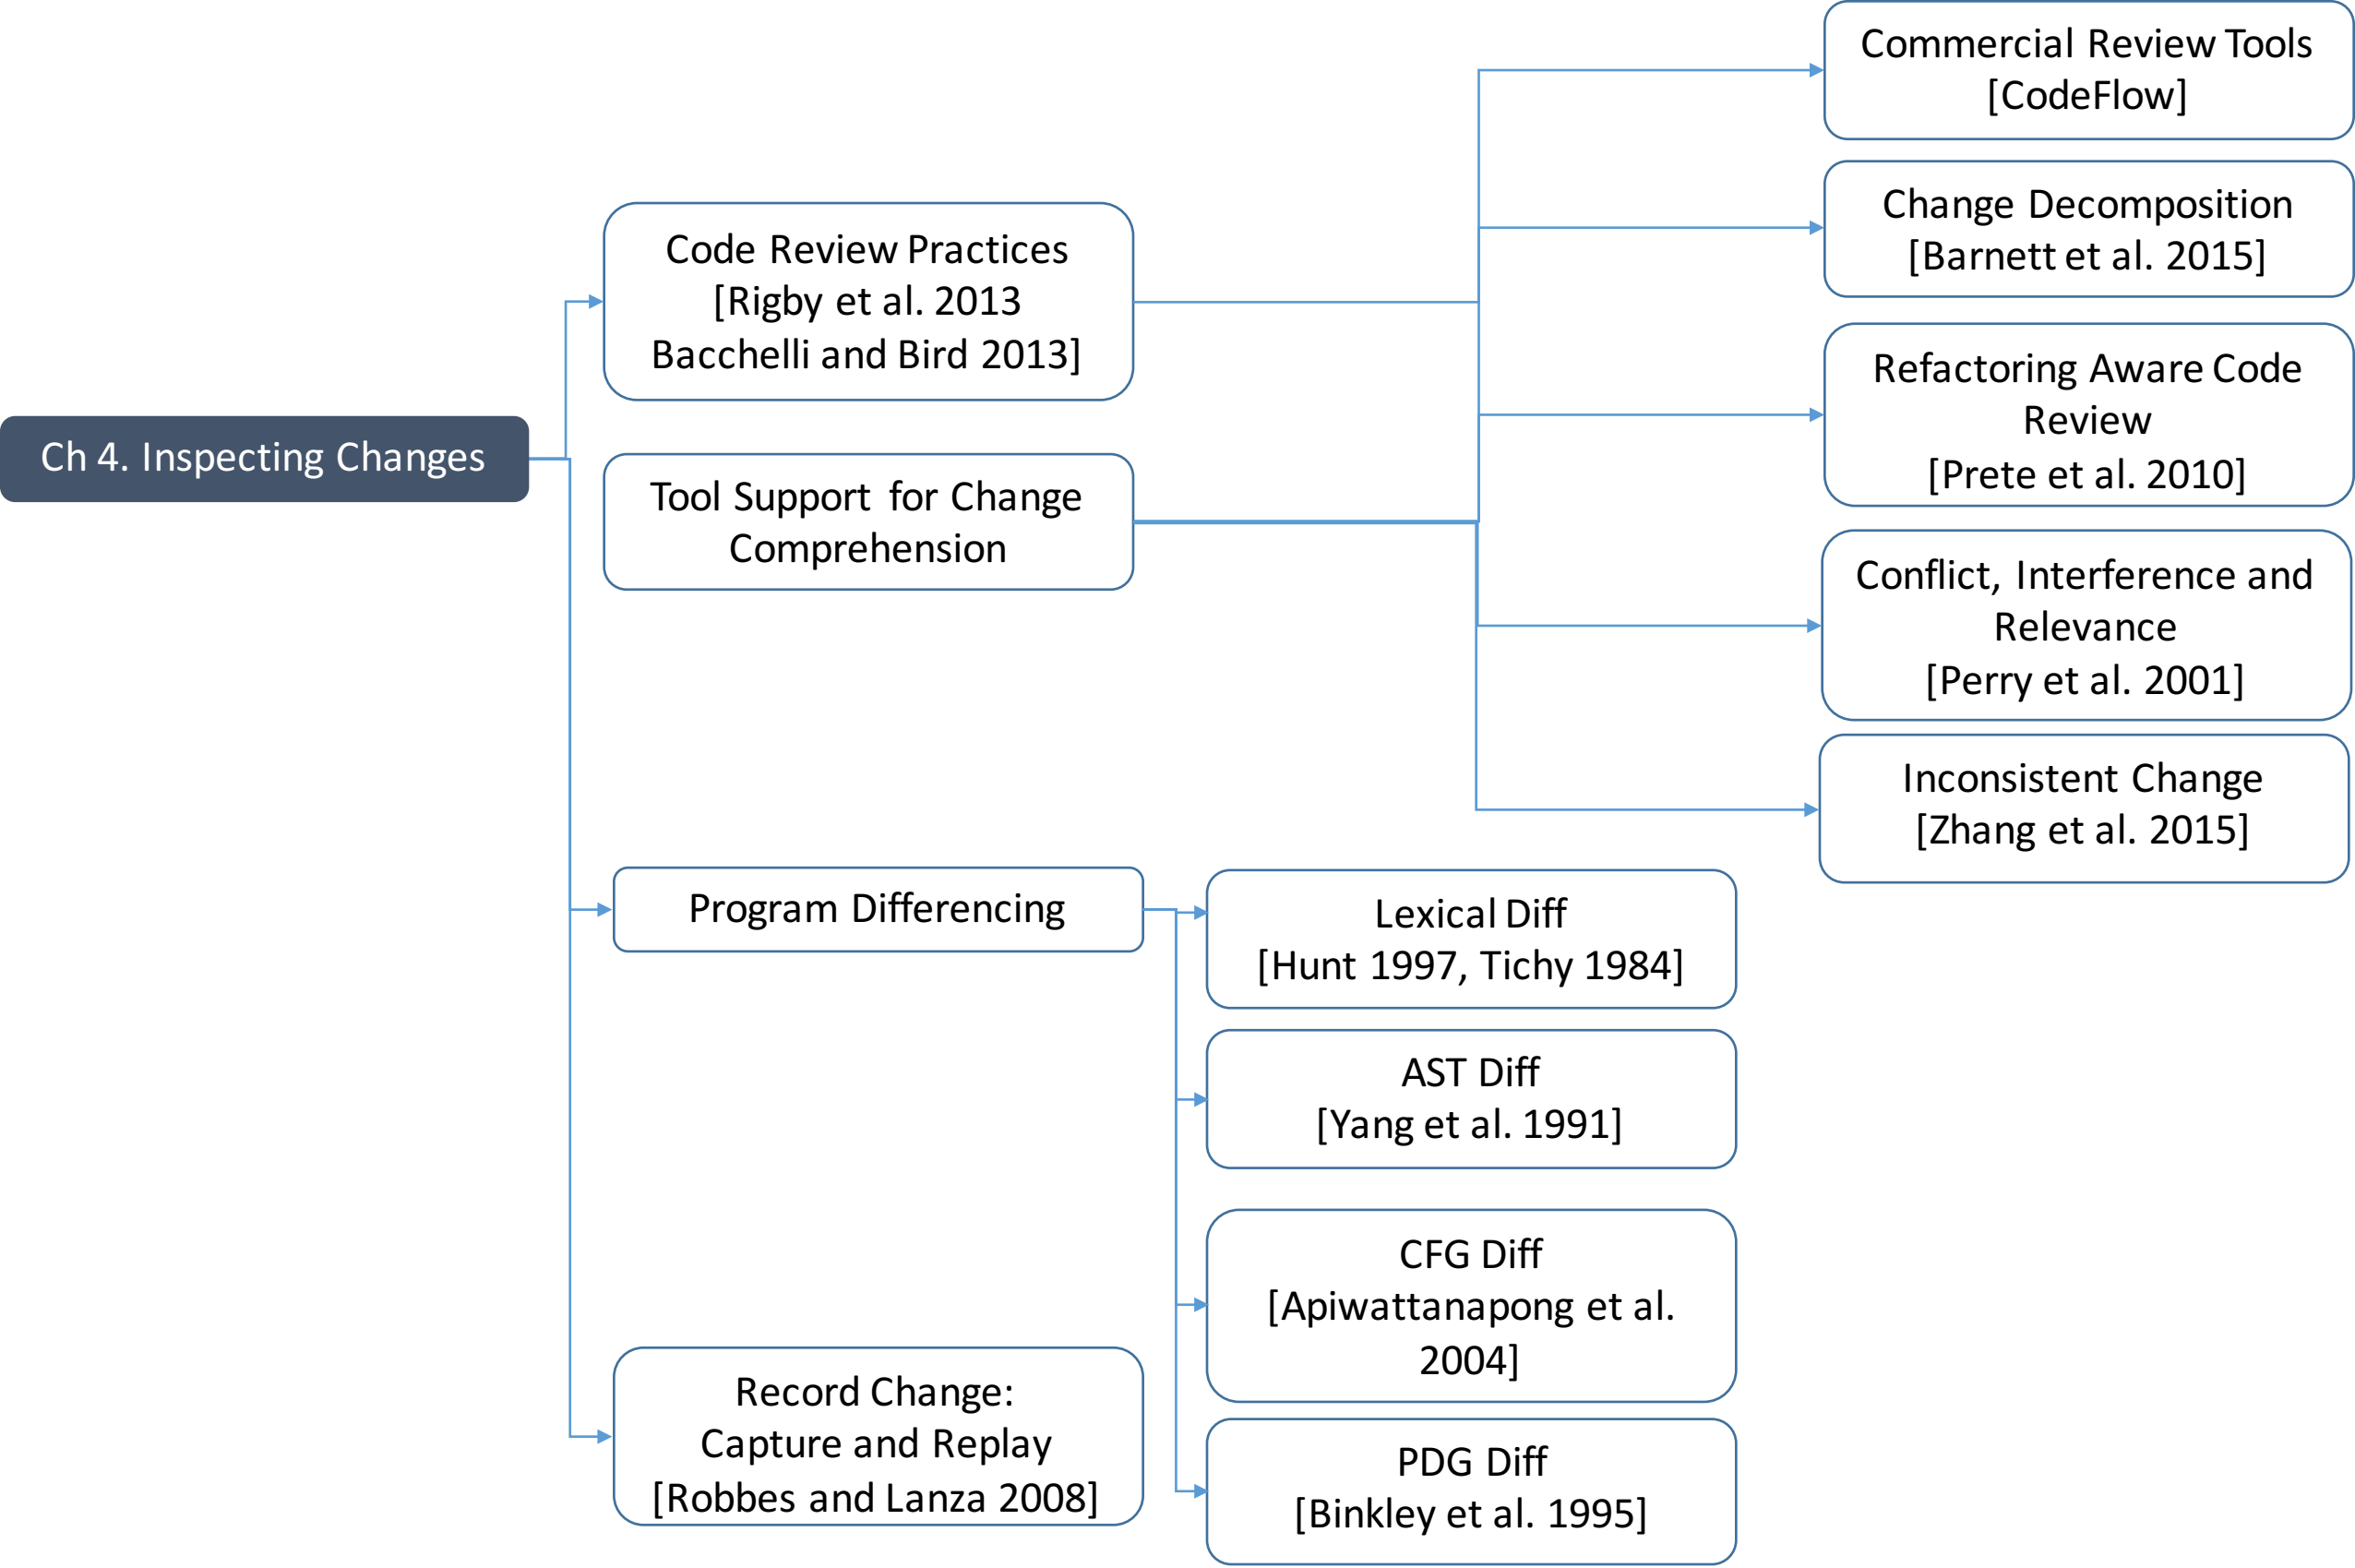 Ch 4. Inspecting Changes
Code Review Practices
[Rigby et al. 2013
Bacchelli and Bird 2013]
Tool Support for Change
Comprehension
Program Differencing
Record Change:
Capture and Replay
[Robbes and Lanza 2008]
Commercial Review Tools
[CodeFlow]
Change Decomposition
[Barnett et al. 2015]
Refactoring Aware Code
Review
[Prete et al. 2010]
Conflict, Interference and
Relevance
[Perry et al. 2001]
Inconsistent Change
[Zhang et al. 2015]
Lexical Diff
[Hunt 1997, Tichy 1984]
AST Diff
[Yang et al. 1991]
CFG Diff
[Apiwattanapong et al.
2004]
PDG Diff
[Binkley et al. 1995]